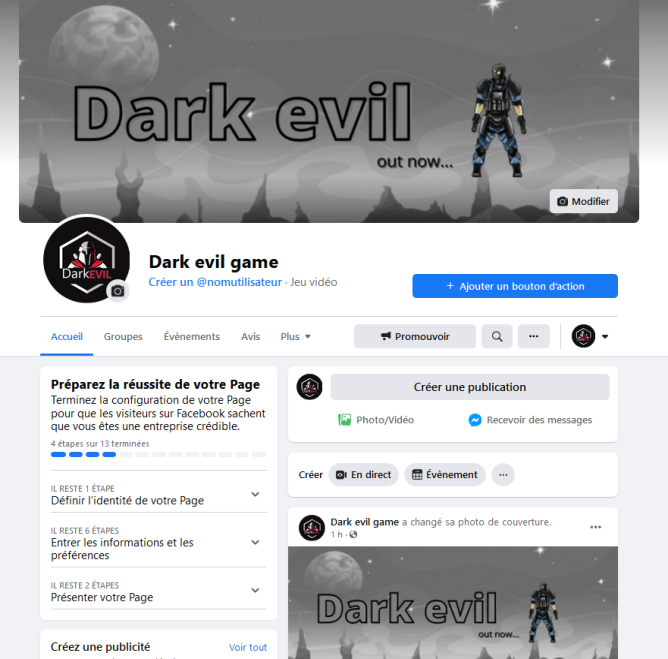 Dark evil
out now...
Modifier
DarkEVIL
Dark evil game
Créer un @nomutilisateur · Jeu vidéo
+ Ajouter un bouton d'action
Accueil
Groupes
Évènements
Avis
Plus
Promouvoir
Préparez la réussite de votre Page
Terminez la configuration de votre Page
pour que les visiteurs sur Facebook sachent
que vous êtes une entreprise crédible.
4 étapes sur 13 terminées
IL RESTE 1 ÉTAPE
Définir l'identité de votre Page
IL RESTE 6 ÉTAPES
Entrer les informations et les
préférences
IL RESTE 2 ÉTAPES
Présenter votre Page
Créez une publicité
Voir tout
Créer une publication
Photo/Vidéo
Recevoir des messages
Créer
En direct
Évènement
Dark evil game a changé sa photo de couverture.
1 h ·
Dark evil
out now...